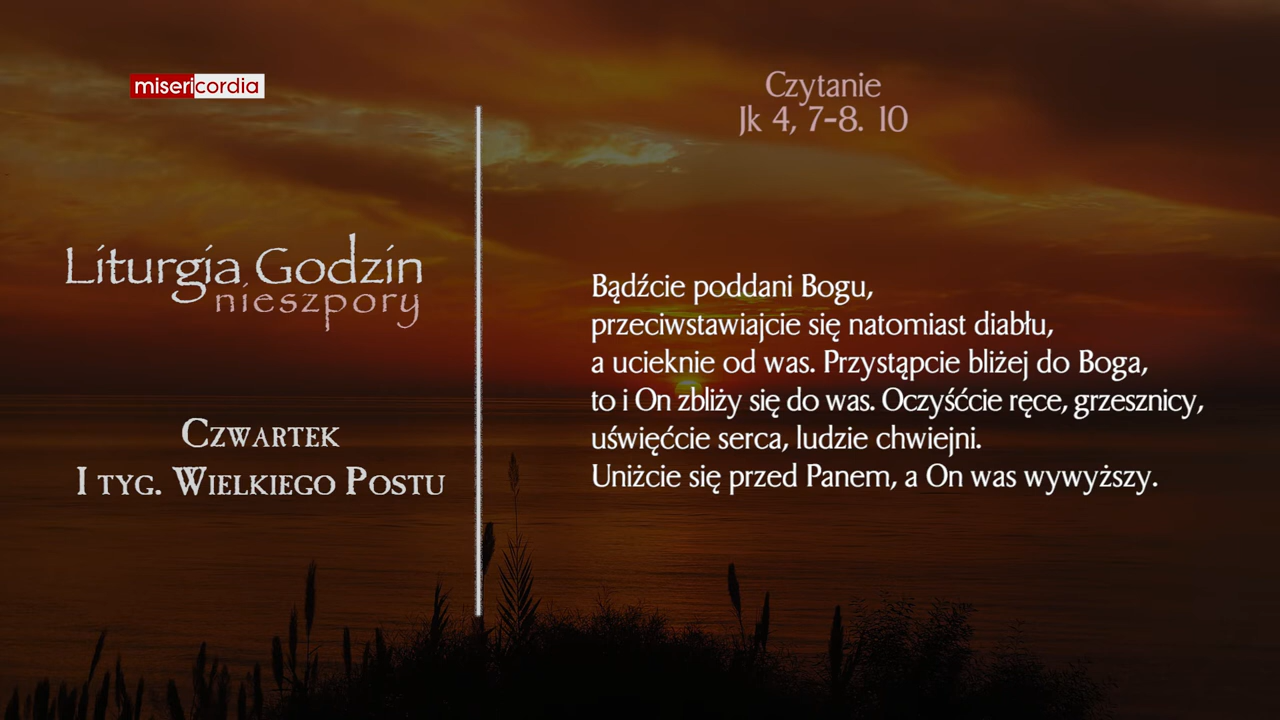 misericordia
Liturgia Godzin
nieszpory
Czwartek
I tyg. Wielkiego Postu
Czytanie
Jk 4, 7-8. 10
Bądźcie poddani Bogu,
przeciwstawiajcie się natomiast diabłu,
a ucieknie od was. Przystąpcie bliżej do Boga,
to i On zbliży się do was. Oczyśćcie ręce, grzesznicy,
uświęćcie serca, ludzie chwiejni.
Uniżcie się przed Panem, a On was wywyższy.